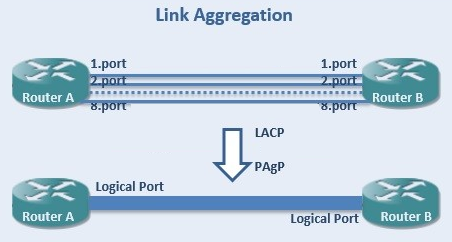 Link Aggregation
1.port 1.port
2.port 2.port
Router A Router B
8.port 8.port
LACP
PAgP
Logical Port
Router A Router B
Logical Port